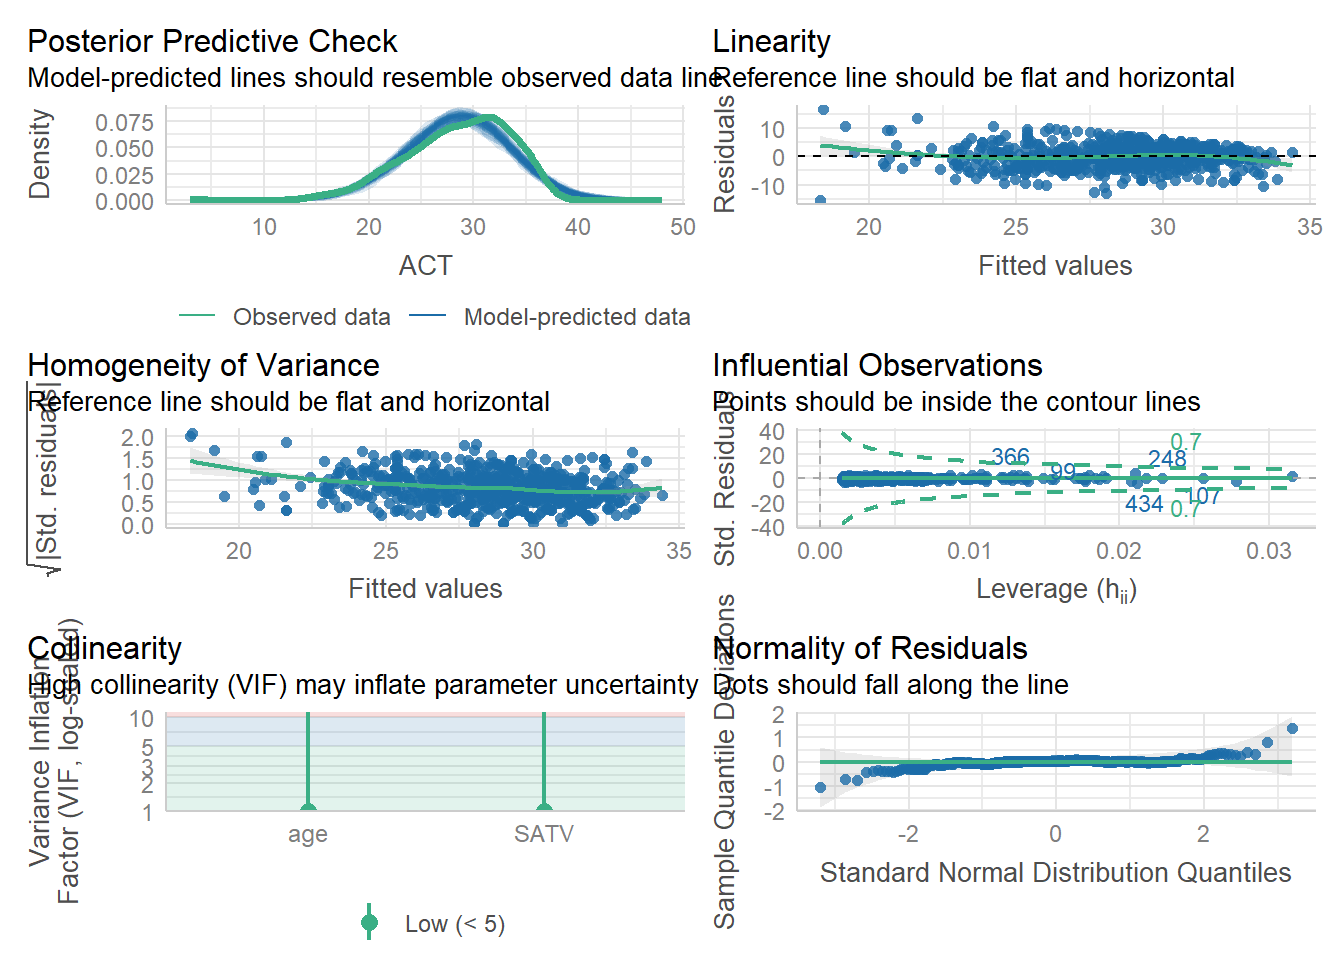 Posterior Predictive Check
Model-predicted lines should resemble observed data line
Density
0.075
0.050
0.025
0.000
10 20 30 40 50
ACT
Observed data Model-predicted data
Linearity
Reference line should be flat and horizontal
Residuals
10
0
-10
20 25 30 35
Fitted values
Homogeneity of Variance
Reference line should be flat and horizontal
√|Std. residuals|
2.0
1.5
1.0
0.5
0.0
20 25 30 35
Fitted values
Influential Observations
Points should be inside the contour lines
Std. Residuals
40
20
0
-20
-40
0.7
366
248
99
107
434
0.7
0.00 0.01 0.02 0.03
Leverage (hii)
Collinearity
High collinearity (VIF) may inflate parameter uncertainty
Variance Inflation
Factor (VIF, log-scaled)
10
5
3
2
1
age SATV
Low (< 5)
Normality of Residuals
Dots should fall along the line
Sample Quantile Deviations
2
1
0
-1
-2
-2 0 2
Standard Normal Distribution Quantiles